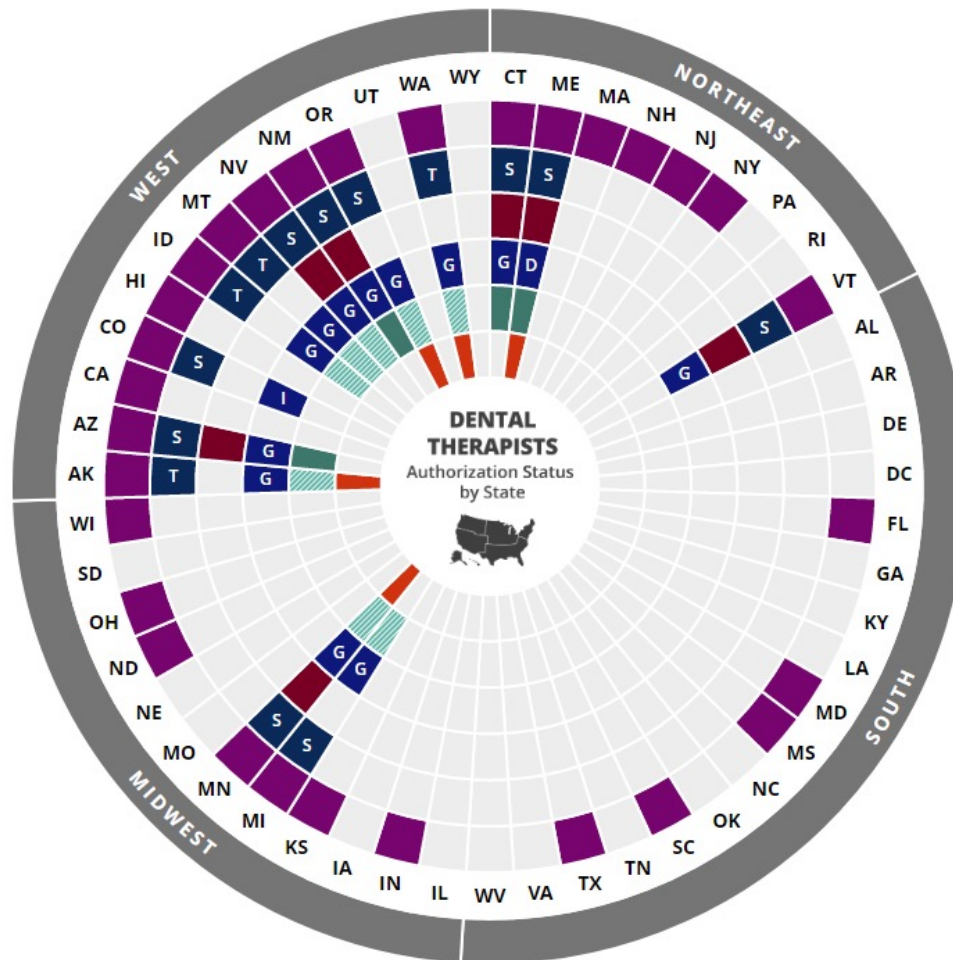 DENTAL
THERAPISTS
Authorization Status
by State
NORTHEAST
CT
ME
MA
NH
NJ
NY
PA
RI
VT
SOUTH
AL
AR
DE
DC
FL
GA
KY
LA
MD
MS
NC
OK
SC
TN
TX
VA
WV
MIDWEST
IL
IN
IA
KS
MI
MN
MO
NE
ND
OH
SD
WI
WEST
AK
AZ
CA
CO
HI
ID
MT
NV
NM
OR
UT
WA
WY
S
S
G
D
S
G
S
S
G
G
T
G
S
G
I
S
T
T
S
S
S
G
G
G
G
T
G